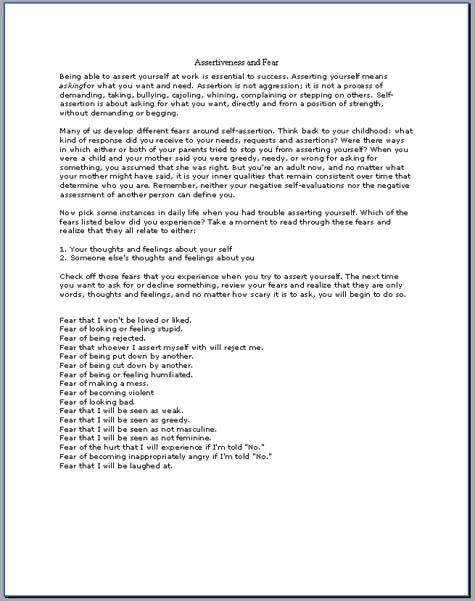 Assertiveness and Fear
Being able to assert yourself at work is essential to success. Asserting yourself means
askingfor what you want and need. Assertion is not aggression; it is not a process of
demanding, taking, bullying, cajoling, whining, complaining or stepping on others. Self-
assertion is about asking for what you want, directly and from a position of strength,
without demanding or begging.
Many of us develop different fears around self-assertion. Think back to your childhood: what
kind of response did you receive to your needs, requests and assertions? Were there ways
in which either or both of your parents tried to stop you from asserting yourself? When you
were a child and your mother said you were greedy, needy, or wrong for asking for
something, you assumed that she was right. But you're an adult now, and no matter what
your mother might have said, it is your inner qualities that remain consistent over time that
determine who you are. Remember, neither your negative self-evaluations nor the negative
assessment of another person can define you.
Now pick some instances in daily life when you had trouble asserting yourself. Which of the
fears listed below did you experience? Take a moment to read through these fears and
realize that they all relate to either:
1. Your thoughts and feelings about your self
2. Someone else's thoughts and feelings about you
Check off those fears that you experience when you try to assert yourself. The next time
you want to ask for or decline something, review your fears and realize that they are only
words, thoughts and feelings, and no matter how scary it is to ask, you will begin to do so.
Fear that I won't be loved or liked.
Fear of looking or feeling stupid.
Fear of being rejected.
Fear that whoever I assert myself with will reject me.
Fear of being put down by another.
Fear of being cut down by another.
Fear of being or feeling humiliated.
Fear of making a mess.
Fear of becoming violent
Fear of looking bad.
Fear that I will be seen as weak.
Fear that I will be seen as greedy.
Fear that I will be seen as not masculine.
Fear that I will be seen as not feminine.
Fear of the hurt that I will experience if I'm told "No."
Fear of becoming inappropriately angry if I'm told "No."
Fear that I will be laughed at.